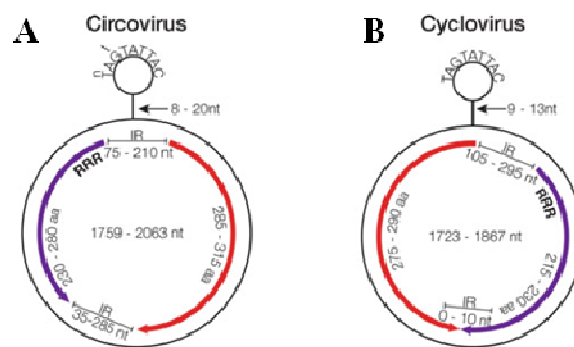 A
Circovirus
TAGTATTAC
8 - 20nt
IR
75 - 210 nt
RRR
230 - 280 aa
1759 - 2063 nt
285 - 315 aa
IR
35-285 nt
B
Cyclovirus
TAGTATTAC
9 - 13nt
IR
105 - 295 nt
RRR
275 - 290 aa
1723 - 1867 nt
215 - 230 aa
IR
0 - 10 nt